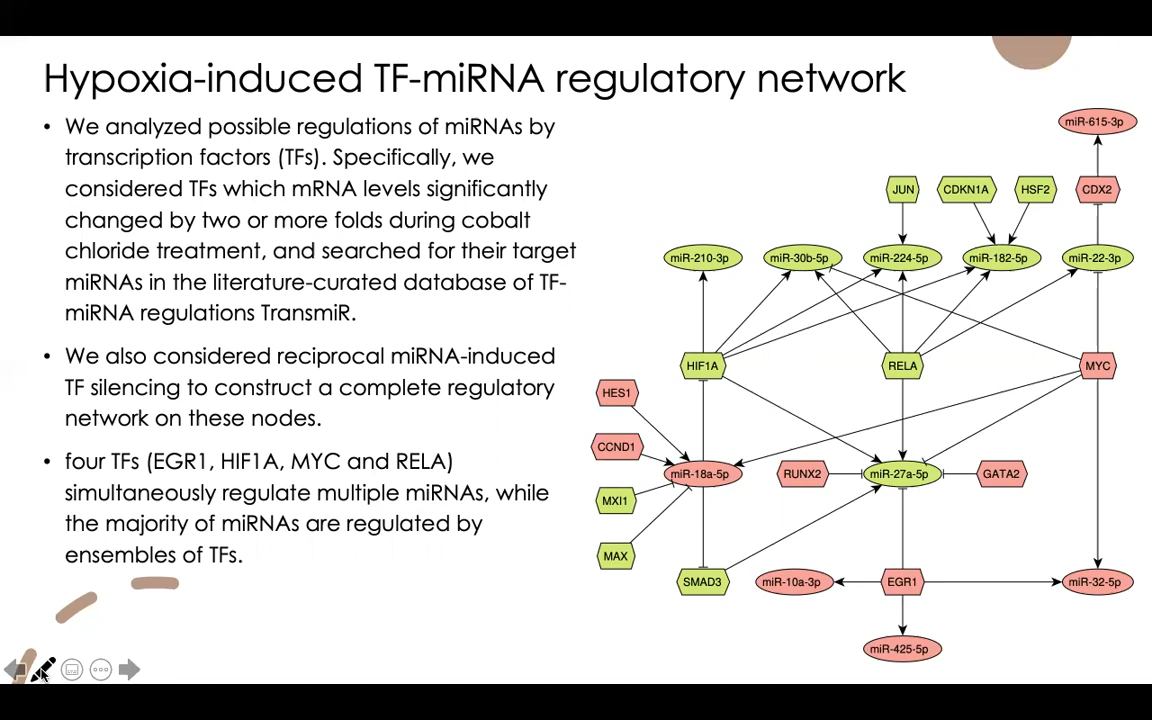 Hypoxia-induced TF-miRNA regulatory network
• We analyzed possible regulations of miRNAs by
transcription factors (TFs). Specifically, we
considered TFs which mRNA levels significantly
changed by two or more folds during cobalt
chloride treatment, and searched for their target
miRNAs in the literature-curated database of TF-
miRNA regulations TransmiR.
• We also considered reciprocal miRNA-induced
TF silencing to construct a complete regulatory
network on these nodes.
• four TFs (EGR1, HIF1A, MYC and RELA)
simultaneously regulate multiple miRNAs, while
the majority of miRNAs are regulated by
ensembles of TFs.
miR-615-3p
JUN
CDKN1A
HSF2
CDX2
miR-210-3p
miR-30b-5p
miR-224-5p
miR-182-5p
miR-22-3p
HIF1A
RELA
MYC
HES1
CCND1
miR-18a-5p
RUNX2
miR-27a-5p
GATA2
MXI1
MAX
SMAD3
miR-10a-3p
EGR1
miR-32-5p
miR-425-5p